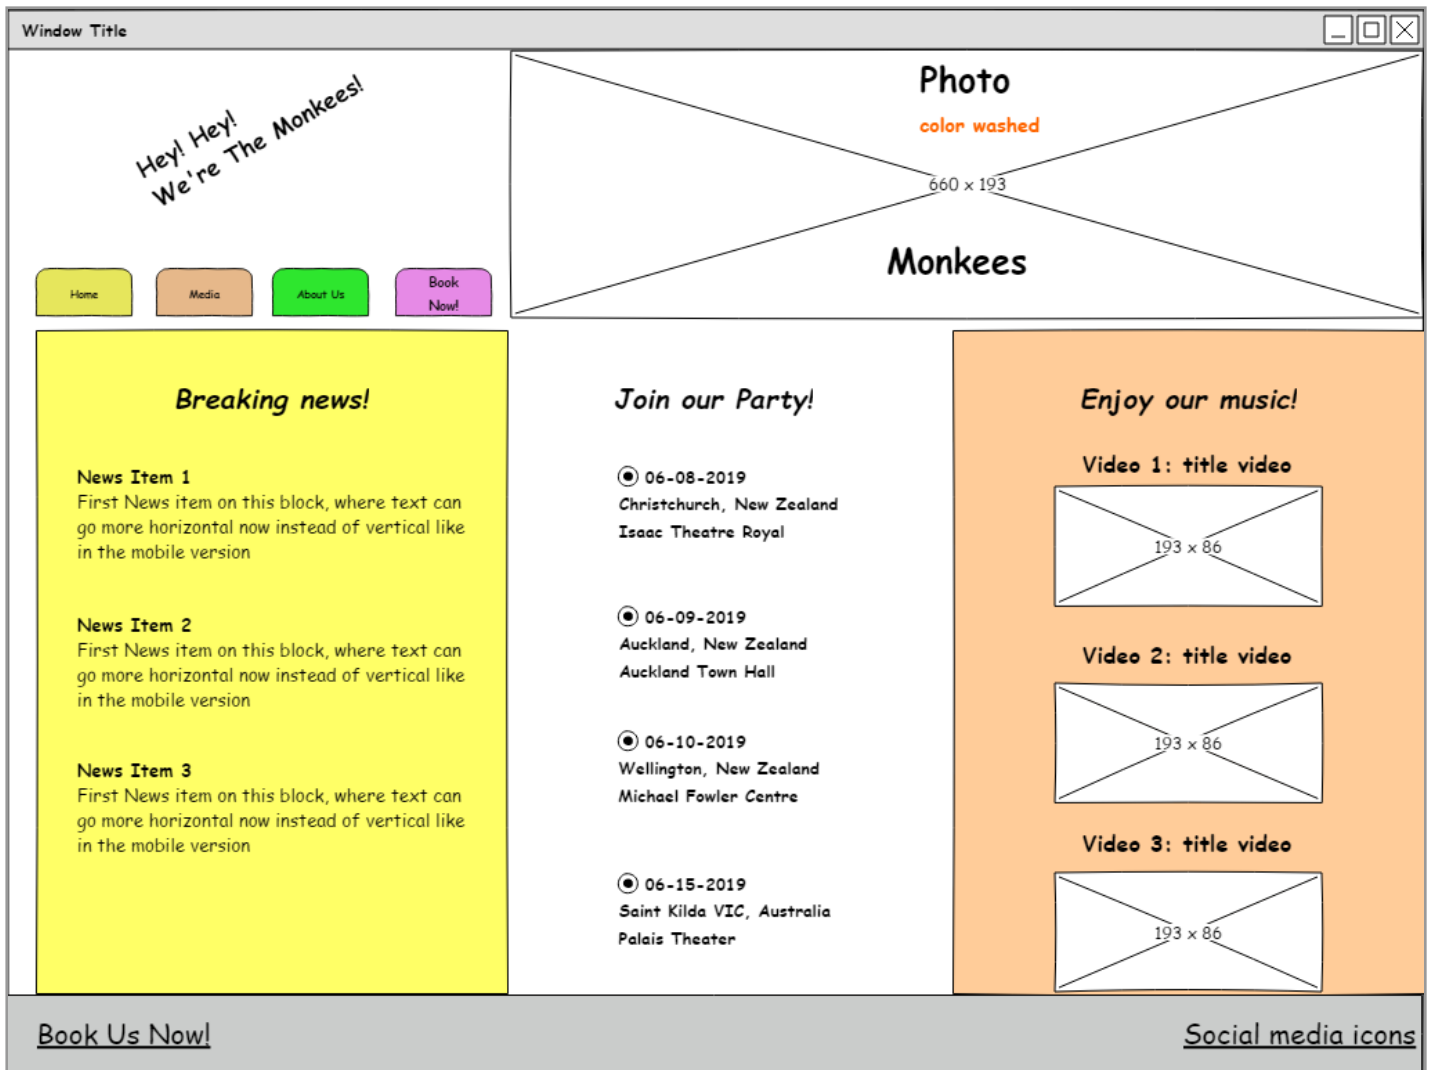 Window Title
Hey! Hey!
We're The Monkees!
Photo
color washed
660 x 193
Monkees
Home
Media
About Us
Book
Now!
Breaking news!
News Item 1
First News item on this block, where text can
go more horizontal now instead of vertical like
in the mobile version
News Item 2
First News item on this block, where text can
go more horizontal now instead of vertical like
in the mobile version
News Item 3
First News item on this block, where text can
go more horizontal now instead of vertical like
in the mobile version
Join our Party!
06-08-2019
Christchurch, New Zealand
Isaac Theatre Royal
06-09-2019
Auckland, New Zealand
Auckland Town Hall
06-10-2019
Wellington, New Zealand
Michael Fowler Centre
06-15-2019
Saint Kilda VIC, Australia
Palais Theater
Enjoy our music!
Video 1: title video
193 x 86
Video 2: title video
193 x 86
Video 3: title video
193 x 86
Book Us Now!
Social media icons